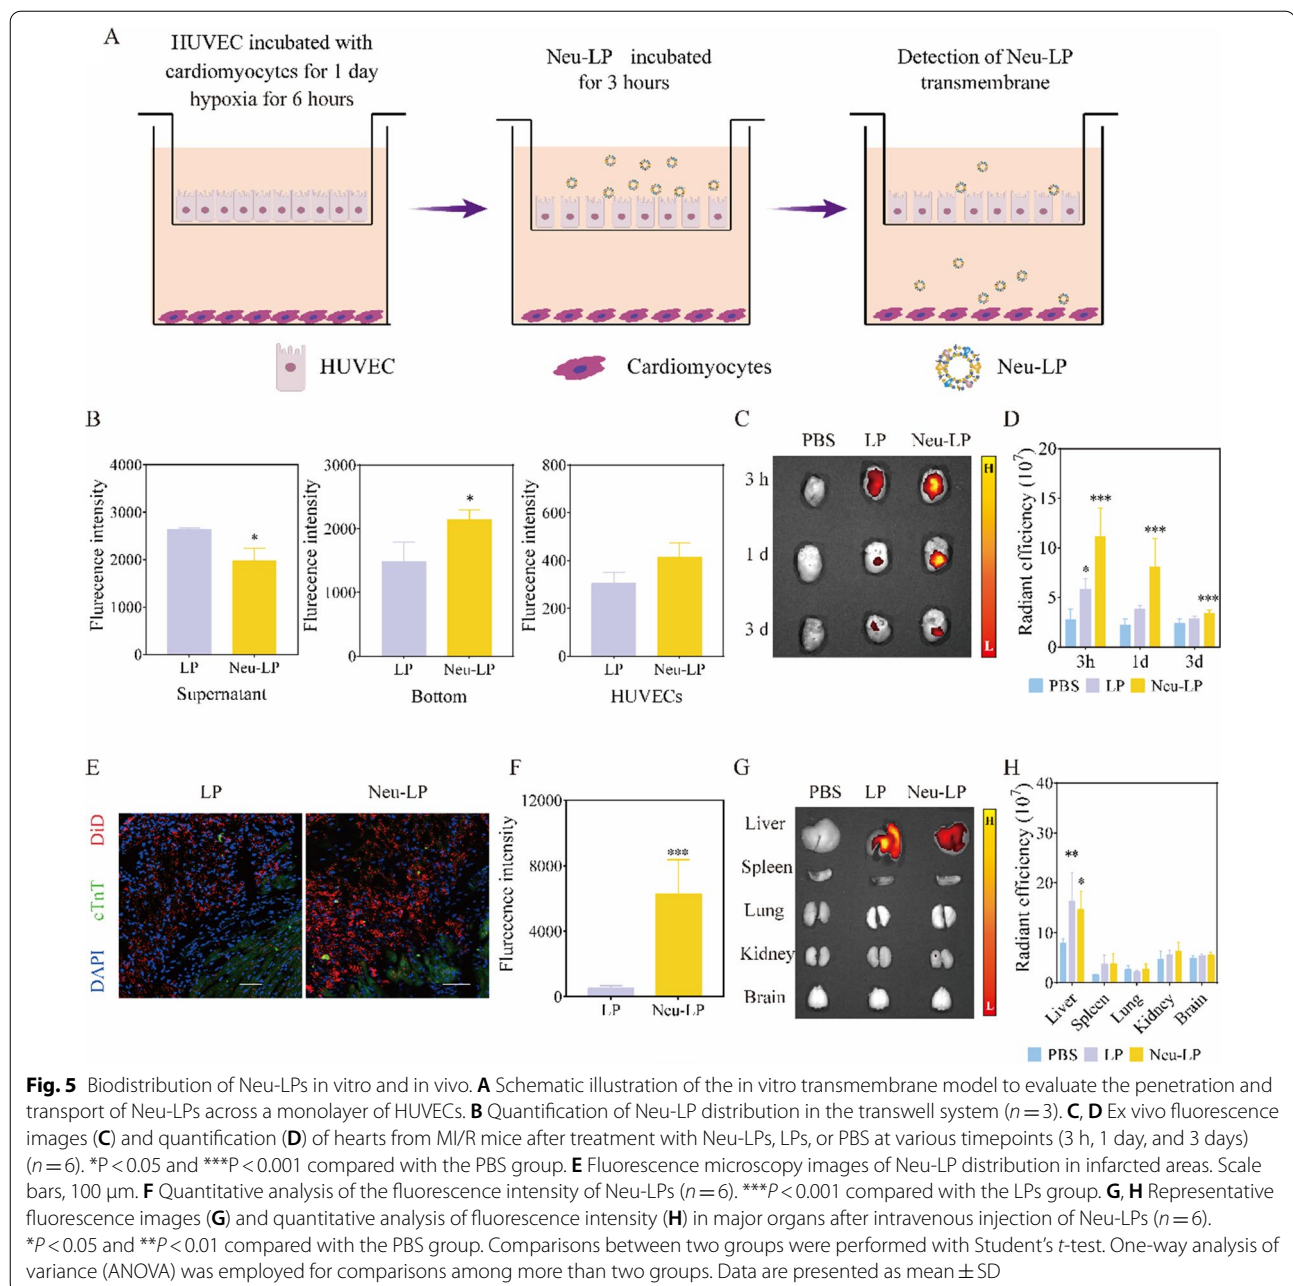 A
HUVEC incubated with
cardiomyocytes for 1 day
hypoxia for 6 hours
Neu-LP incubated
for 3 hours
Detection of Neu-LP
transmembrane
HUVEC
Cardiomyocytes
Neu-LP
B
Flurecence intensity
4000
3000
2000
1000
0
*
LP Neu-LP
Supernatant
Flurecence intensity
3000
2000
1000
0
*
LP Neu-LP
Bottom
Flurecence intensity
800
600
400
200
0
LP Neu-LP
HUVECs
C
PBS LP Neu-LP
3 h
1 d
3 d
H
L
D
Radiant efficiency (10⁷)
20
15
10
5
0
* *** *** ***
3h 1d 3d
PBS LP Neu-LP
E
LP Neu-LP
DAPI cTnT DiD
F
Flurecence intensity
12000
8000
4000
0
***
LP Neu-LP
G
PBS LP Neu-LP
Liver
Spleen
Lung
Kidney
Brain
H
L
H
Radiant efficiency (10⁷)
40
30
20
10
0
** *
Liver Spleen Lung Kidney Brain
PBS LP Neu-LP
Fig. 5 Biodistribution of Neu-LPs in vitro and in vivo. A Schematic illustration of the in vitro transmembrane model to evaluate the penetration and
transport of Neu-LPs across a monolayer of HUVECs. B Quantification of Neu-LP distribution in the transwell system (n = 3). C, D Ex vivo fluorescence
images (C) and quantification (D) of hearts from MI/R mice after treatment with Neu-LPs, LPs, or PBS at various timepoints (3 h, 1 day, and 3 days)
(n = 6). *P < 0.05 and ***P < 0.001 compared with the PBS group. E Fluorescence microscopy images of Neu-LP distribution in infarcted areas. Scale
bars, 100 μm. F Quantitative analysis of the fluorescence intensity of Neu-LPs (n = 6). ***P < 0.001 compared with the LPs group. G, H Representative
fluorescence images (G) and quantitative analysis of fluorescence intensity (H) in major organs after intravenous injection of Neu-LPs (n = 6).
*P < 0.05 and **P < 0.01 compared with the PBS group. Comparisons between two groups were performed with Student's t-test. One-way analysis of
variance (ANOVA) was employed for comparisons among more than two groups. Data are presented as mean ± SD